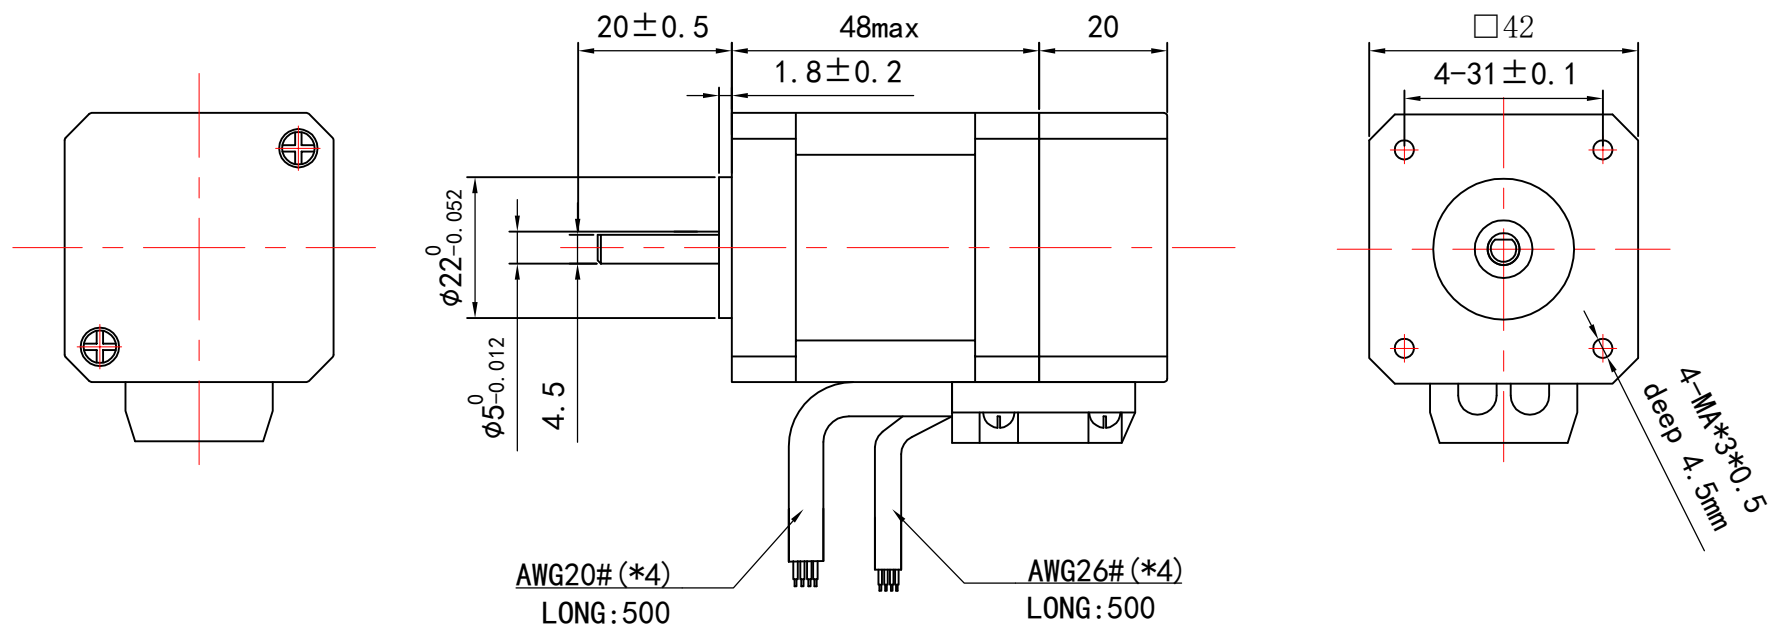 20±0.5
48max
20
1.8±0.2
□42
4-31±0.1
ϕ22 0 -0.052
ϕ5 0 -0.012
4.5
4-MA*3*0.5
deep 4.5mm
AWG20#(*4)
LONG:500
AWG26#(*4)
LONG:500